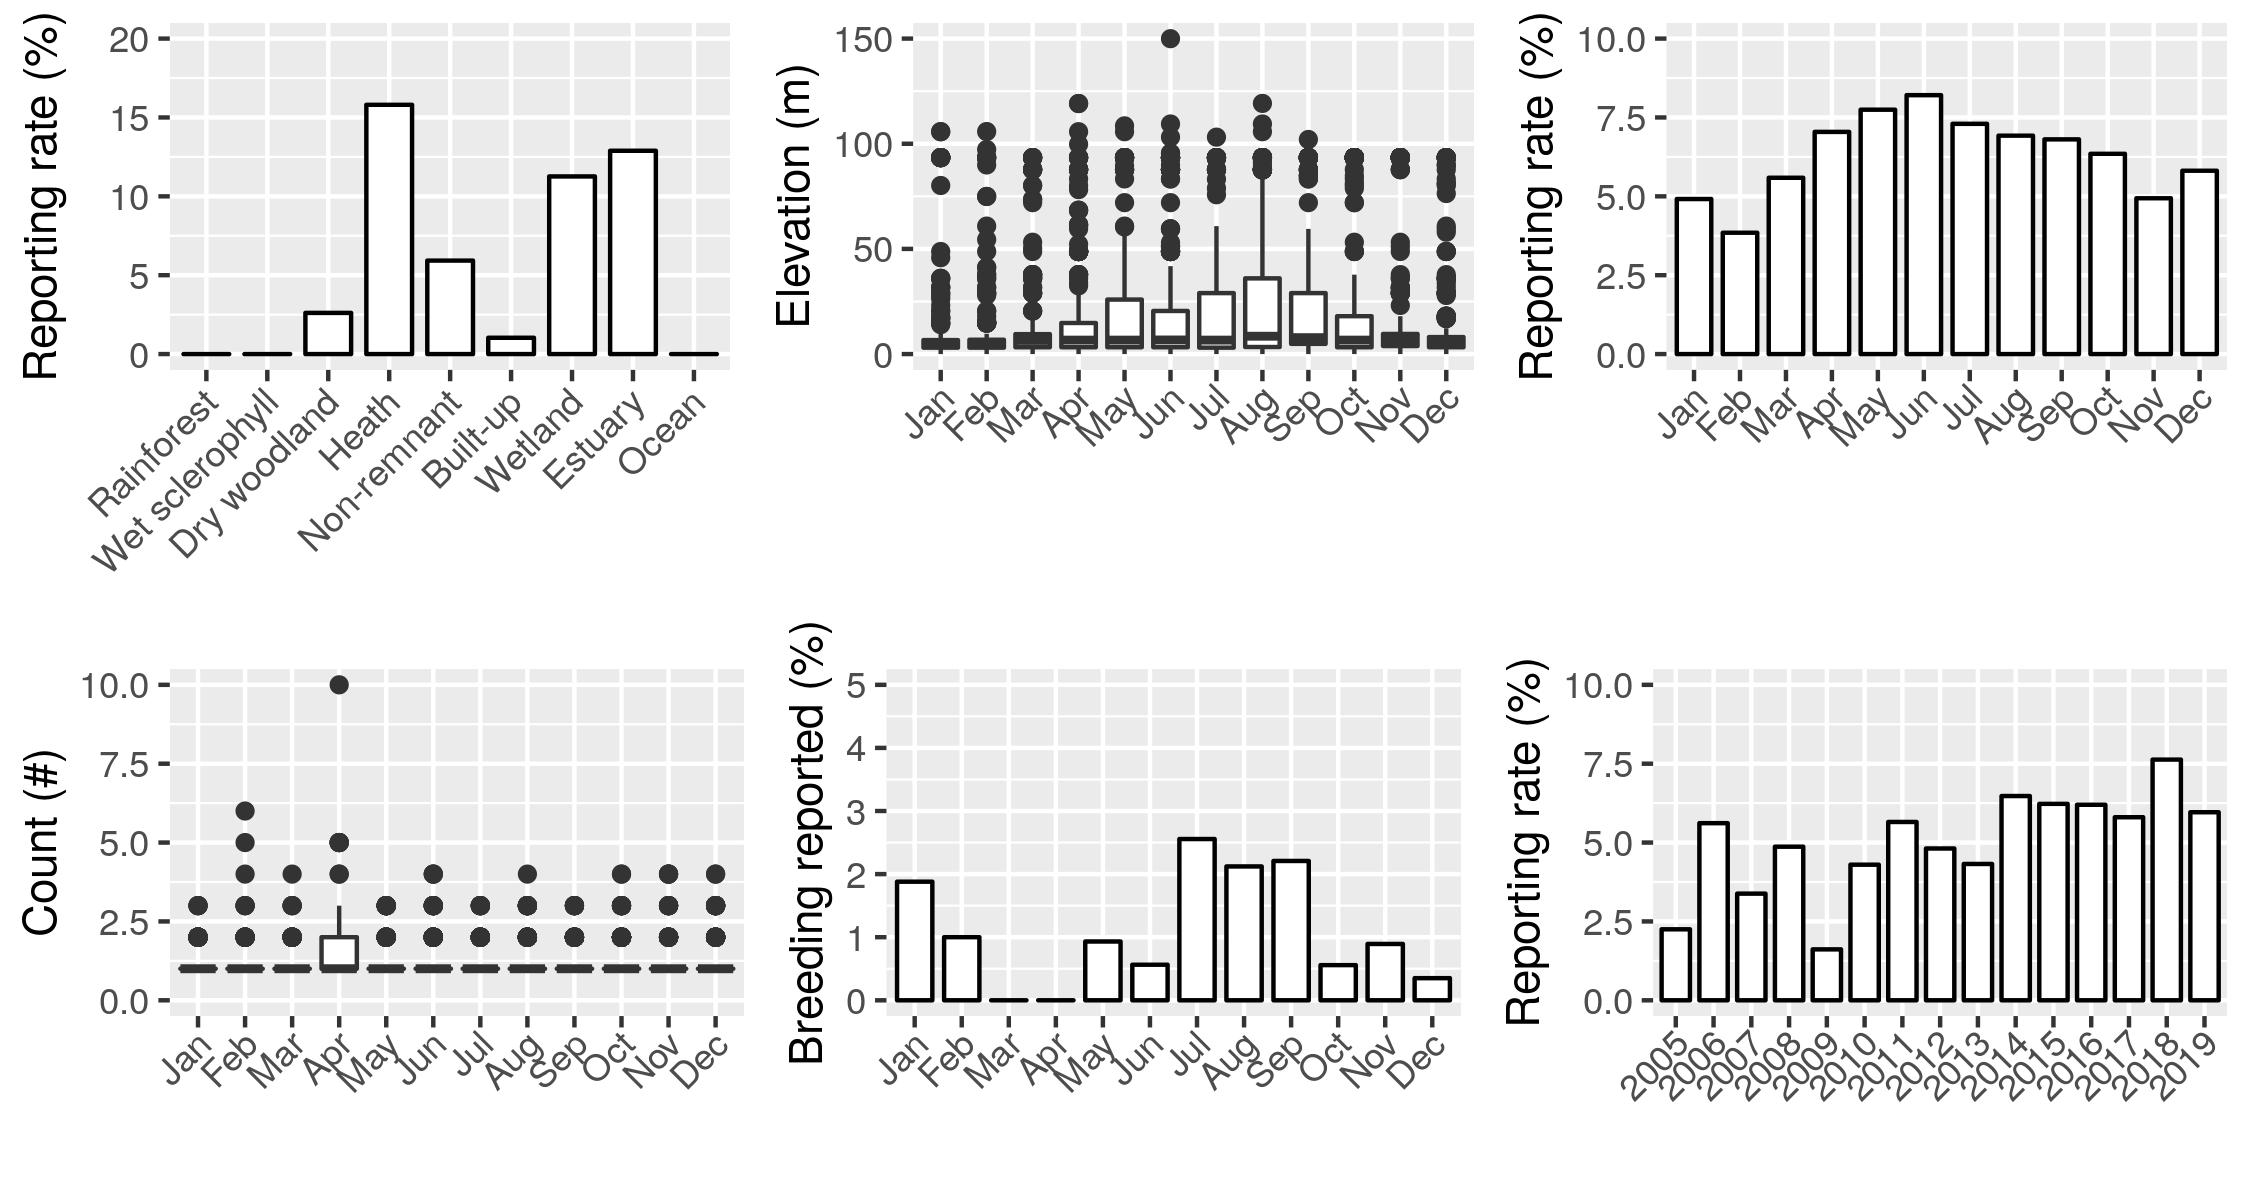 Reporting rate (%)
20
15
10
5
0
Rainforest
Wet sclerophyll
Dry woodland
Heath
Non-remnant
Built-up
Wetland
Estuary
Ocean
Elevation (m)
150
100
50
0
Jan
Feb
Mar
Apr
May
Jun
Jul
Aug
Sep
Oct
Nov
Dec
Reporting rate (%)
10.0
7.5
5.0
2.5
0.0
Jan
Feb
Mar
Apr
May
Jun
Jul
Aug
Sep
Oct
Nov
Dec
Count (#)
10.0
7.5
5.0
2.5
0.0
Jan
Feb
Mar
Apr
May
Jun
Jul
Aug
Sep
Oct
Nov
Dec
Breeding reported (%)
5
4
3
2
1
0
Jan
Feb
Mar
Apr
May
Jun
Jul
Aug
Sep
Oct
Nov
Dec
Reporting rate (%)
10.0
7.5
5.0
2.5
0.0
2005
2006
2007
2008
2009
2010
2011
2012
2013
2014
2015
2016
2017
2018
2019